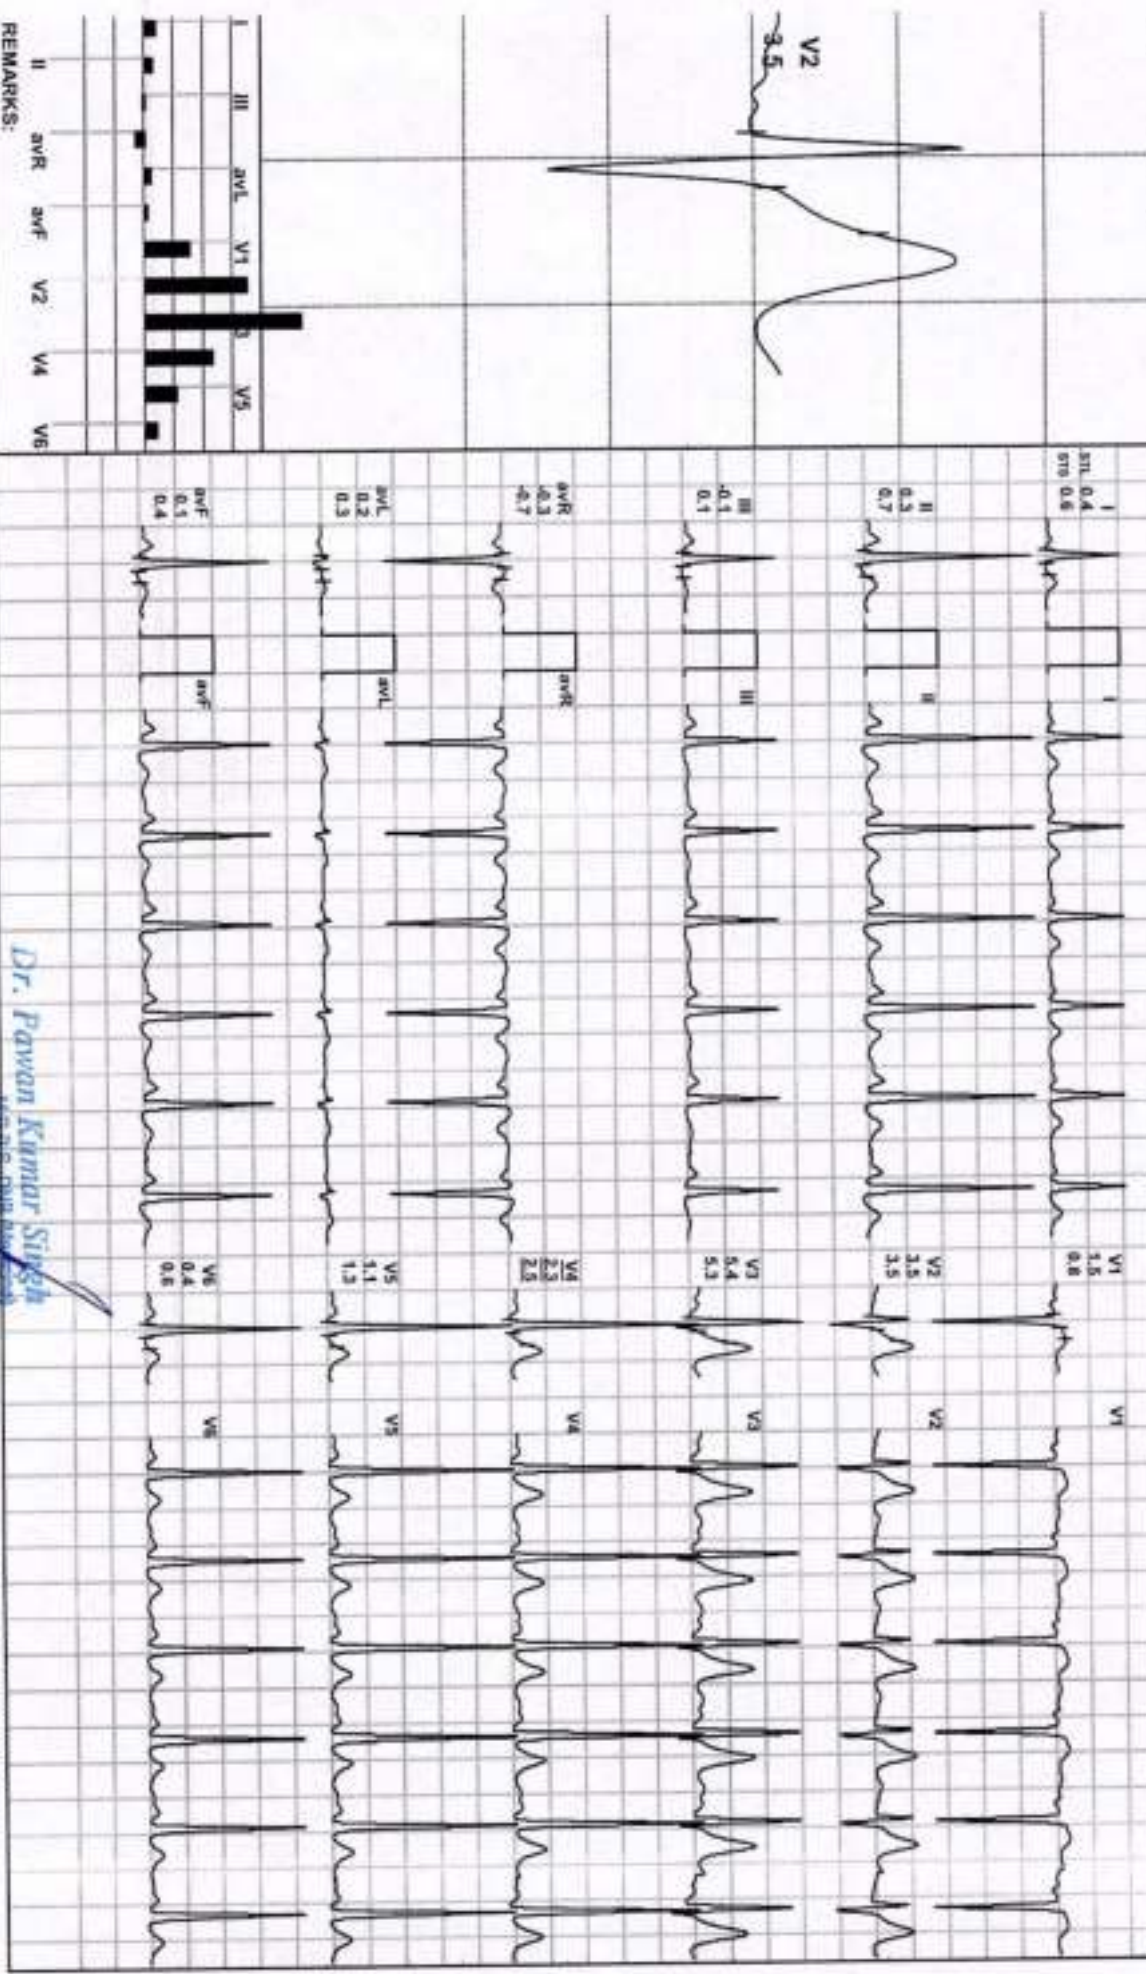 V2
3.5
I
II
III
avR
avL
avF
V1
V2
V4
V5
V6
REMARKS:
I
STL 0.4
STS 0.6
I
V1
1.5
0.8
V1
II
0.3
0.7
II
V2
3.5
3.5
V2
III
-0.1
0.1
III
V3
5.4
5.3
V3
avR
-0.3
-0.7
avR
V4
2.3
2.5
V4
avL
0.2
0.3
avL
V5
1.1
1.3
V5
avF
0.1
0.4
avF
V6
0.4
0.6
V6
Dr. Pawan Kumar Singh